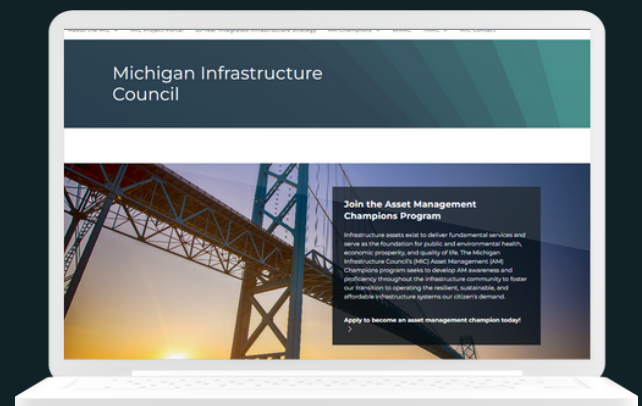 Michigan Infrastructure
Council
Join the Asset Management
Champions Program
Infrastructure assets exist to deliver fundamental services and
serve as the foundation for public and environmental health,
economic prosperity, and quality of life. The Michigan
Infrastructure Council's (MIC) Asset Management (AM)
Champions program seeks to develop AM awareness and
proficiency throughout the infrastructure community to foster
our transition to operating the resilient, sustainable, and
affordable infrastructure systems our citizen's demand.
Apply to become an asset management champion today!